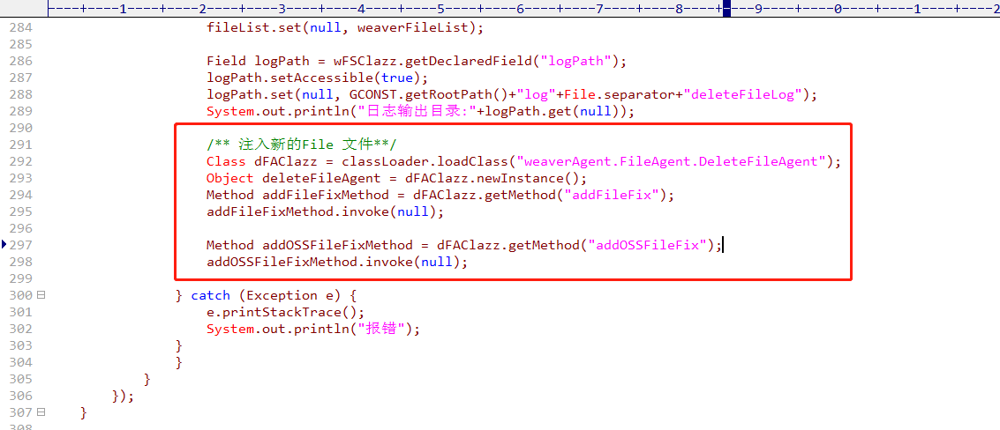 ----+----1----+----2----+----3----+----4----+----5----+----6----+----7----+----8----+----9----+----0----+----1----+----2
284 fileList.set(null, weaverFileList);
285
286 Field logPath = wFSClazz.getDeclaredField("logPath");
287 logPath.setAccessible(true);
288 logPath.set(null, GCONST.getRootPath()+"log"+File.separator+"deleteFileLog");
289 System.out.println("日志输出目录:"+logPath.get(null));
290
291 /** 注入新的File 文件**/
292 Class dFAClazz = classLoader.loadClass("weaverAgent.FileAgent.DeleteFileAgent");
293 Object deleteFileAgent = dFAClazz.newInstance();
294 Method addFileFixMethod = dFAClazz.getMethod("addFileFix");
295 addFileFixMethod.invoke(null);
296
297 Method addOSSFileFixMethod = dFAClazz.getMethod("addOSSFileFix");
298 addOSSFileFixMethod.invoke(null);
299
300 } catch (Exception e) {
301 e.printStackTrace();
302 System.out.println("报错");
303 }
304 }
305 }
306 });
307 }
308